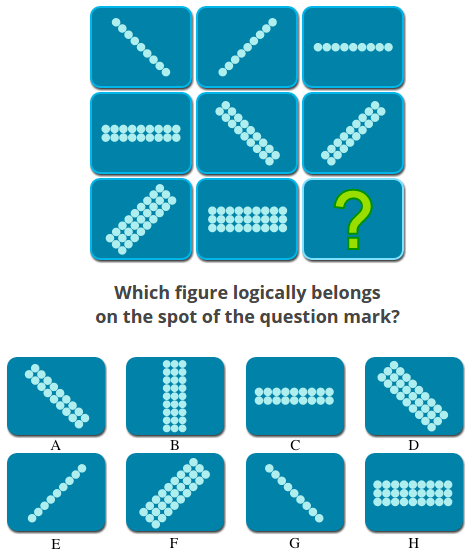 ?
Which figure logically belongs
on the spot of the question mark?
A
B
C
D
E
F
G
H